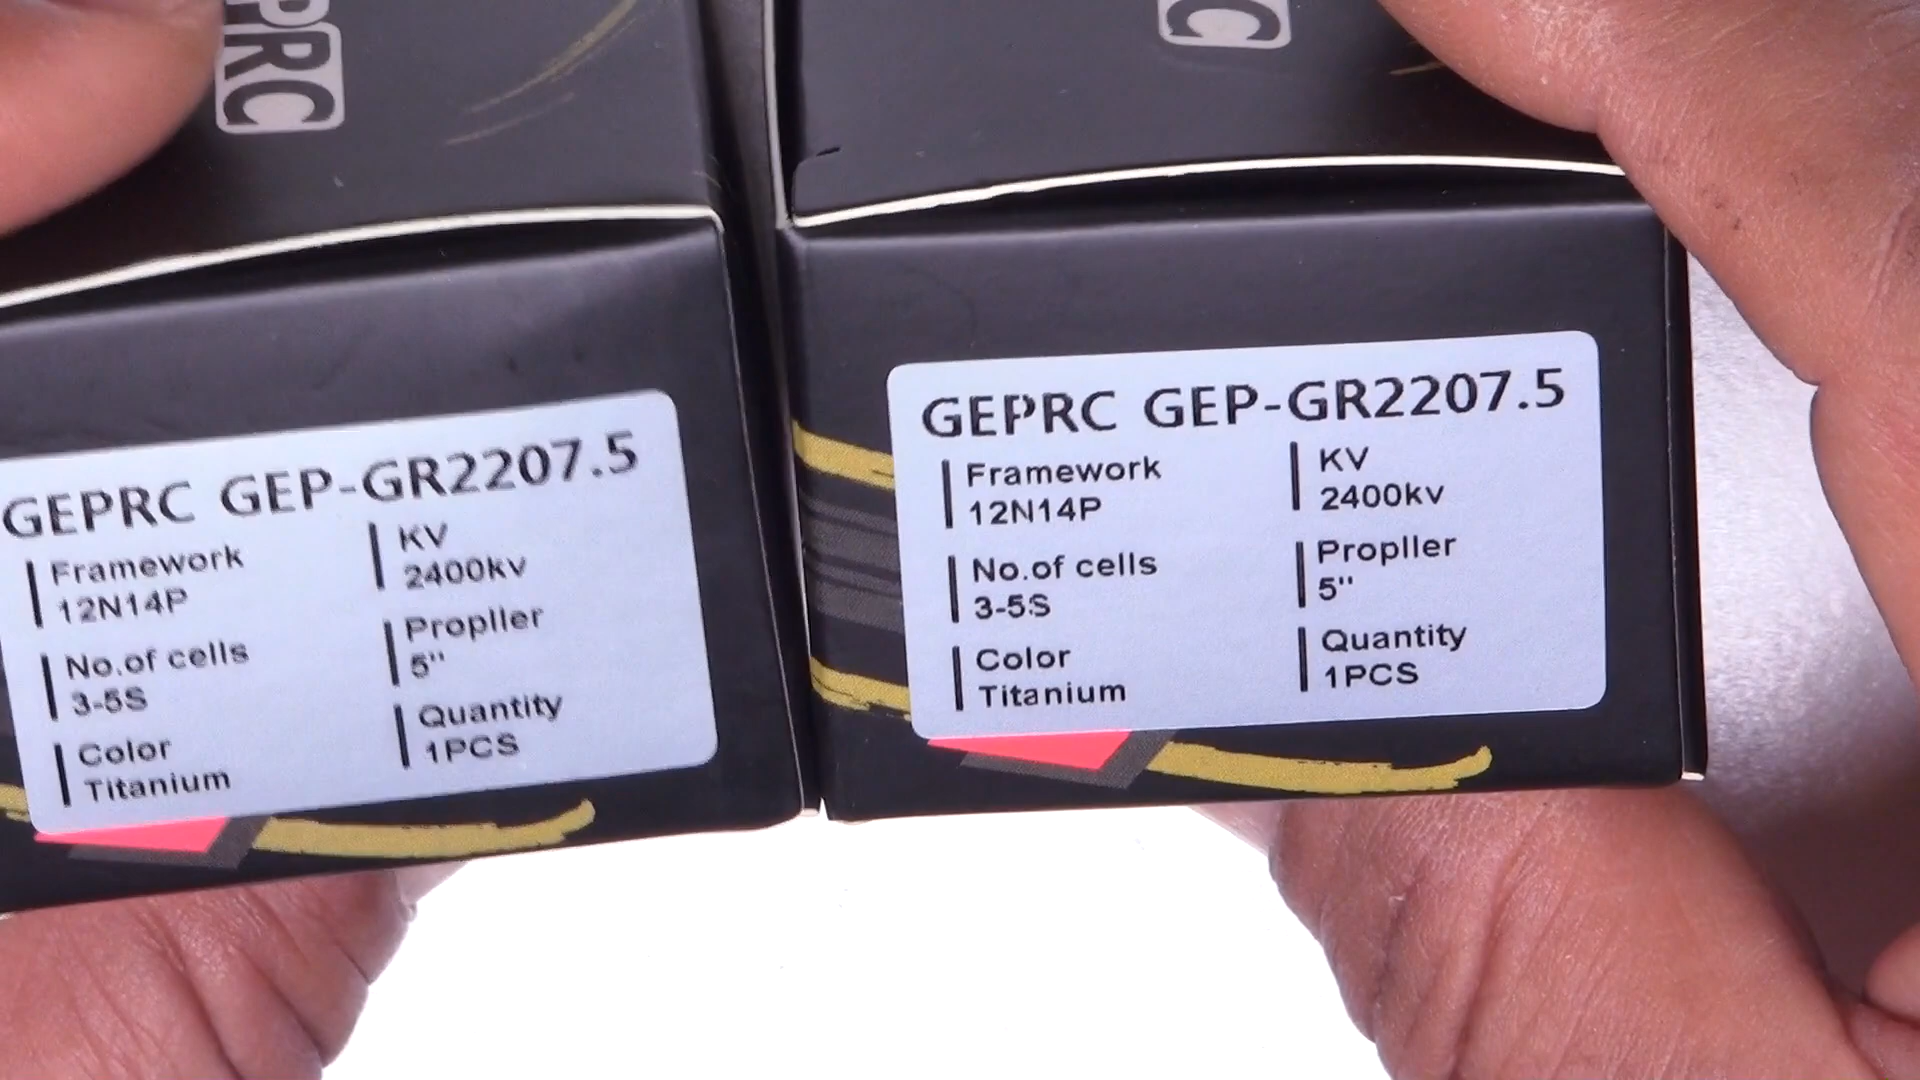 PRC
C
GEPRC GEP-GR2207.5
Framework
12N14P
KV
2400kv
No.of cells
3-5S
Propller
5"
Color
Titanium
Quantity
1PCS
GEPRC GEP-GR2207.5
Framework
12N14P
KV
2400kv
No.of cells
3-5S
Propller
5''
Color
Titanium
Quantity
1PCS